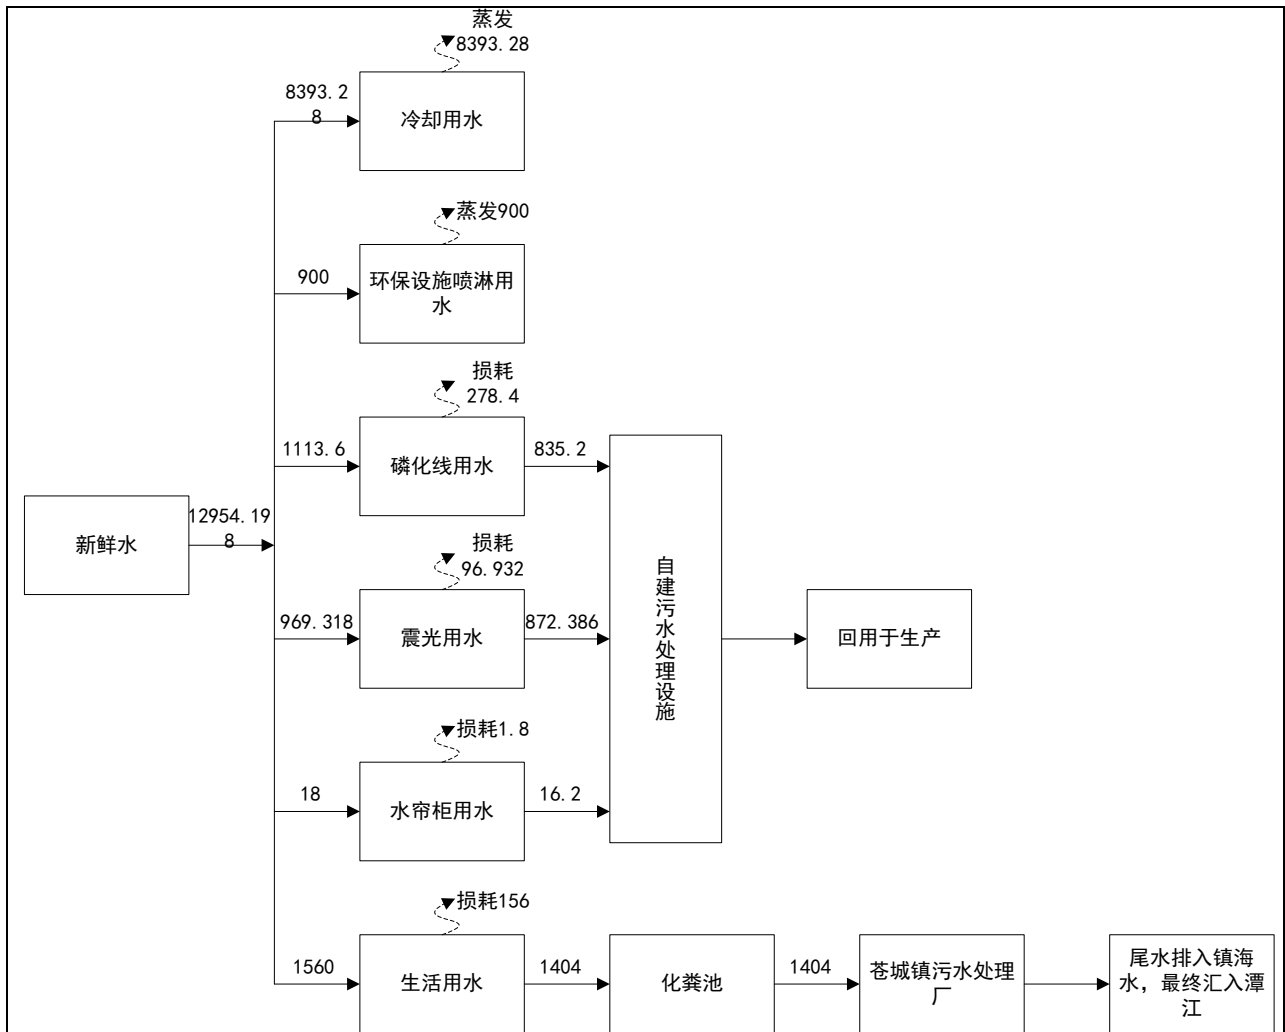 蒸发
8393.28
8393.2
8
冷却用水
蒸发900
900
环保设施喷淋用
水
损耗
278.4
1113.6
磷化线用水
835.2
新鲜水
12954.19
8
损耗
96.932
969.318
震光用水
872.386
自
建
污
水
处
理
设
施
回用于生产
损耗1.8
18
水帘柜用水
16.2
损耗156
1560
生活用水
1404
化粪池
1404
苍城镇污水处理
厂
尾水排入镇海
水，最终汇入潭
江